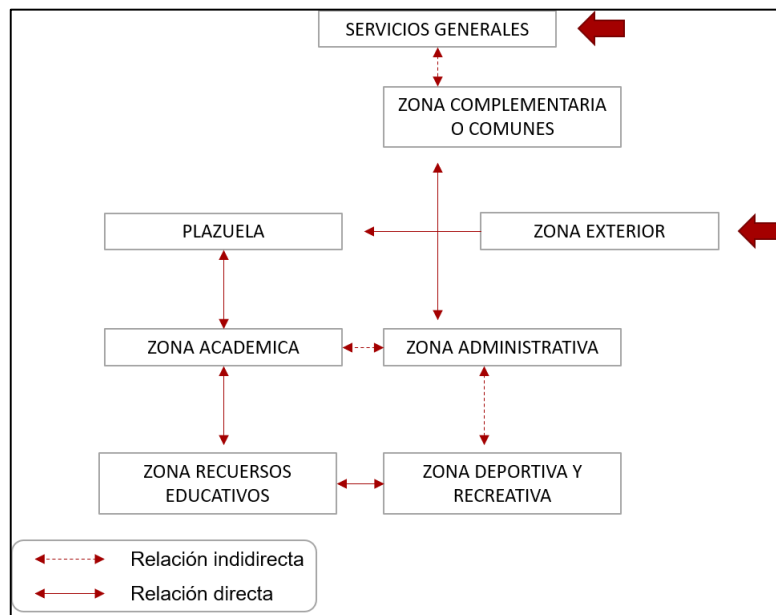 SERVICIOS GENERALES
ZONA COMPLEMENTARIA
O COMUNES
PLAZUELA
ZONA EXTERIOR
ZONA ACADEMICA
ZONA ADMINISTRATIVA
ZONA RECUERSOS
EDUCATIVOS
ZONA DEPORTIVA Y
RECREATIVA
Relación indidirecta
Relación directa